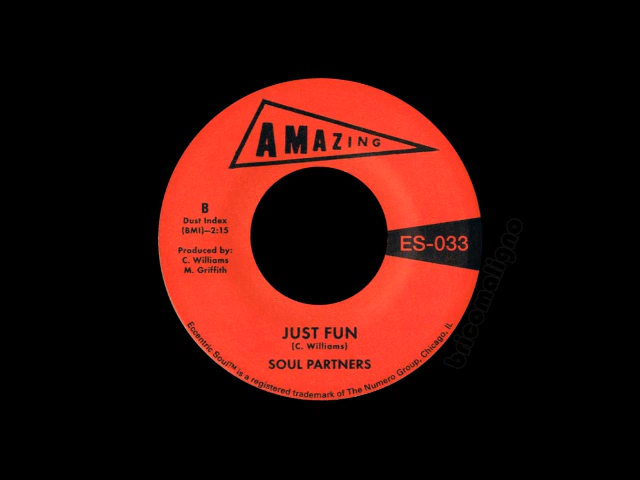 AMAZING
B
Dust Index
(BMI)–2:15
Produced by:
C. Williams
M. Griffith
ES-033
JUST FUN
(C. Williams)
SOUL PARTNERS
Eccentric Soul™ is a registered trademark of The Numero Group, Chicago, IL
bricomaligno